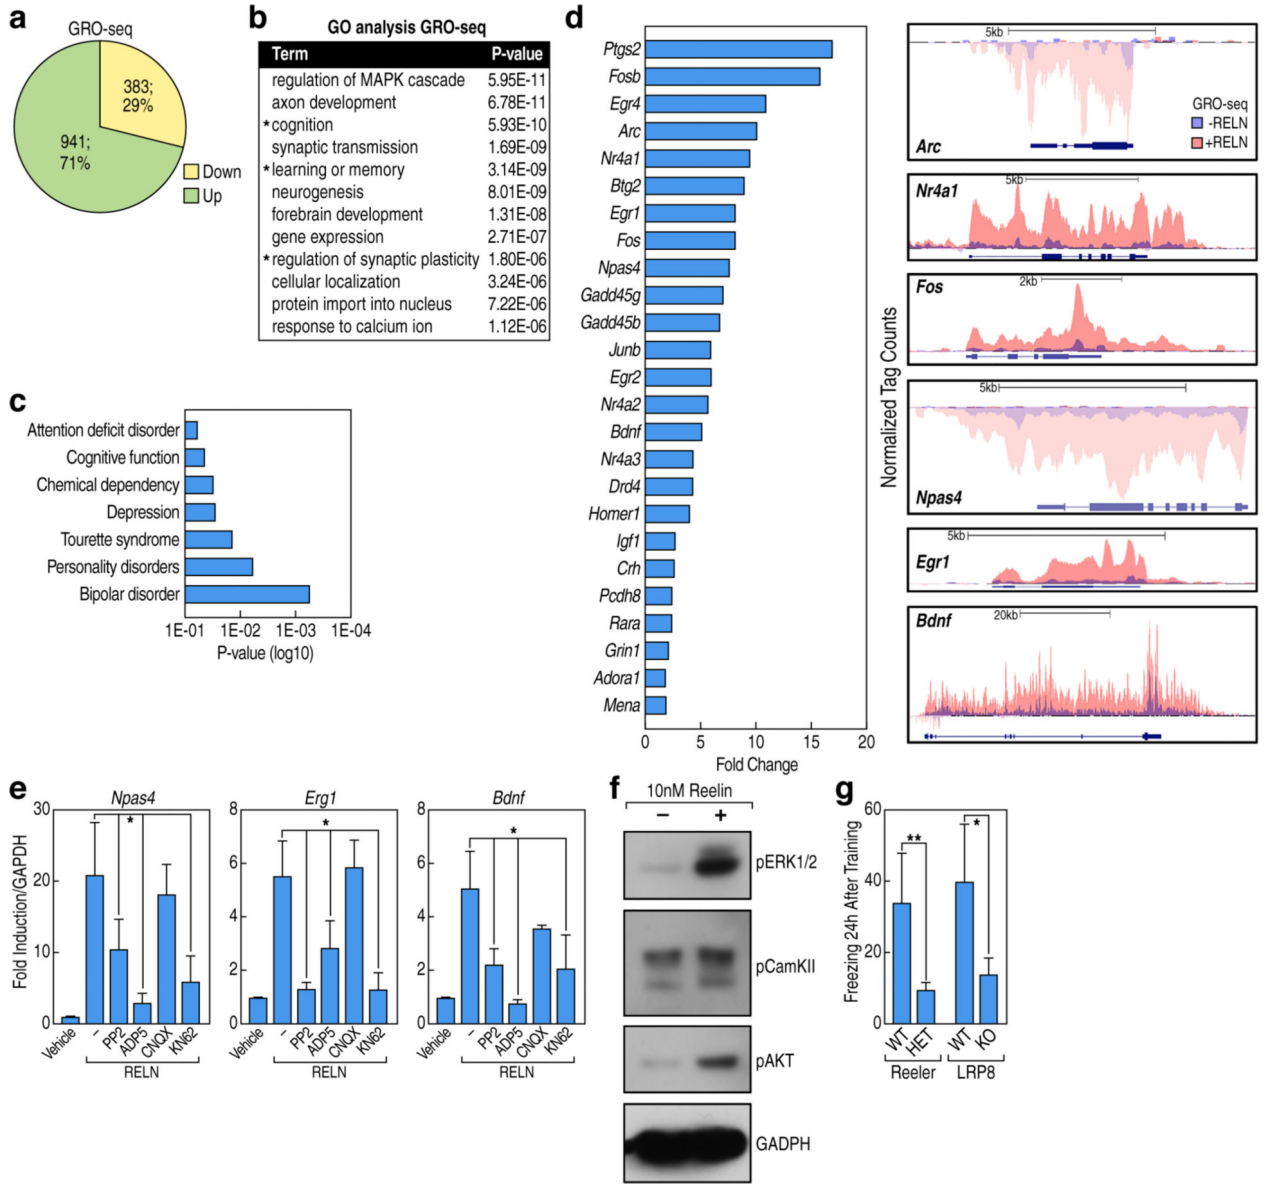 a
GRO-seq
383;
29%
941;
71%
Down
Up
b
GO analysis GRO-seq
Term P-value
regulation of MAPK cascade 5.95E-11
axon development 6.78E-11
*cognition 5.93E-10
synaptic transmission 1.69E-09
*learning or memory 3.14E-09
neurogenesis 8.01E-09
forebrain development 1.31E-08
gene expression 2.71E-07
*regulation of synaptic plasticity 1.80E-06
cellular localization 3.24E-06
protein import into nucleus 7.22E-06
response to calcium ion 1.12E-06
c
Attention deficit disorder
Cognitive function
Chemical dependency
Depression
Tourette syndrome
Personality disorders
Bipolar disorder
1E-01 1E-02 1E-03 1E-04
P-value (log10)
d
Ptgs2
Fosb
Egr4
Arc
Nr4a1
Btg2
Egr1
Fos
Npas4
Gadd45g
Gadd45b
Junb
Egr2
Nr4a2
Bdnf
Nr4a3
Drd4
Homer1
Igf1
Crh
Pcdh8
Rara
Grin1
Adora1
Mena
0 5 10 15 20
Fold Change
Normalized Tag Counts
5kb
GRO-seq
-RELN
+RELN
Arc
5kb
Nr4a1
2kb
Fos
5kb
Npas4
5kb
Egr1
20kb
Bdnf
e
Npas4
30
20
10
0
Fold Induction/GAPDH
*
Vehicle – PP2 ADP5 CNQX KN62
RELN
Erg1
8
6
4
2
0
*
Vehicle – PP2 ADP5 CNQX KN62
RELN
Bdnf
8
6
4
2
0
*
Vehicle – PP2 ADP5 CNQX KN62
RELN
f
10nM Reelin
– +
pERK1/2
pCamKII
pAKT
GADPH
g
60
40
20
0
Freezing 24h After Training
** *
WT HET WT KO
Reeler LRP8